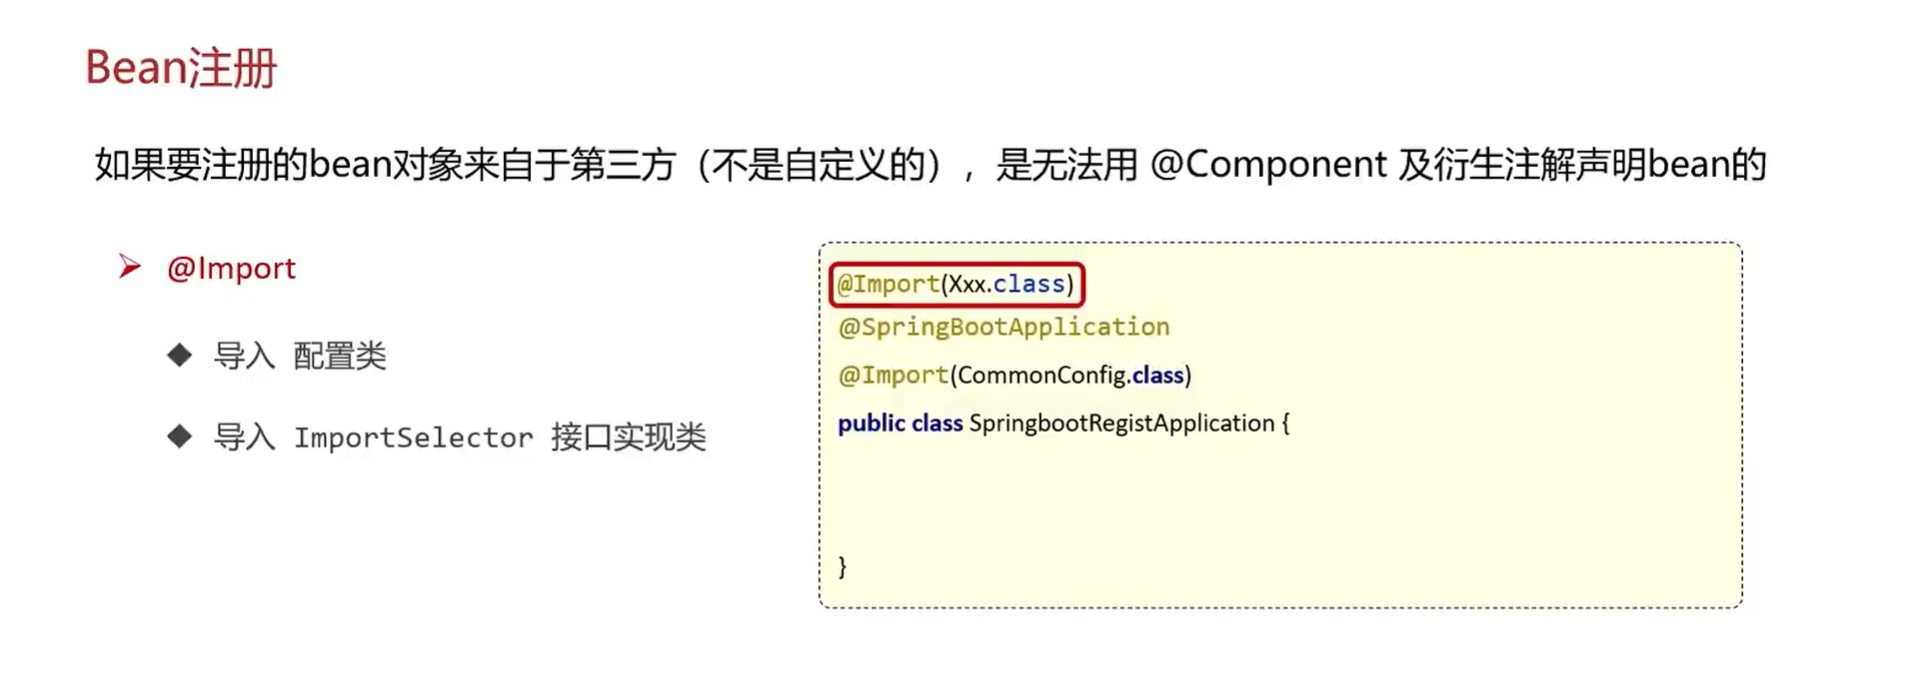 Bean注册
如果要注册的bean对象来自于第三方（不是自定义的），是无法用 @Component 及衍生注解声明bean的
@Import
导入 配置类
导入 ImportSelector 接口实现类
@Import(Xxx.class)
@SpringBootApplication
@Import(CommonConfig.class)
public class SpringbootRegistApplication {
}